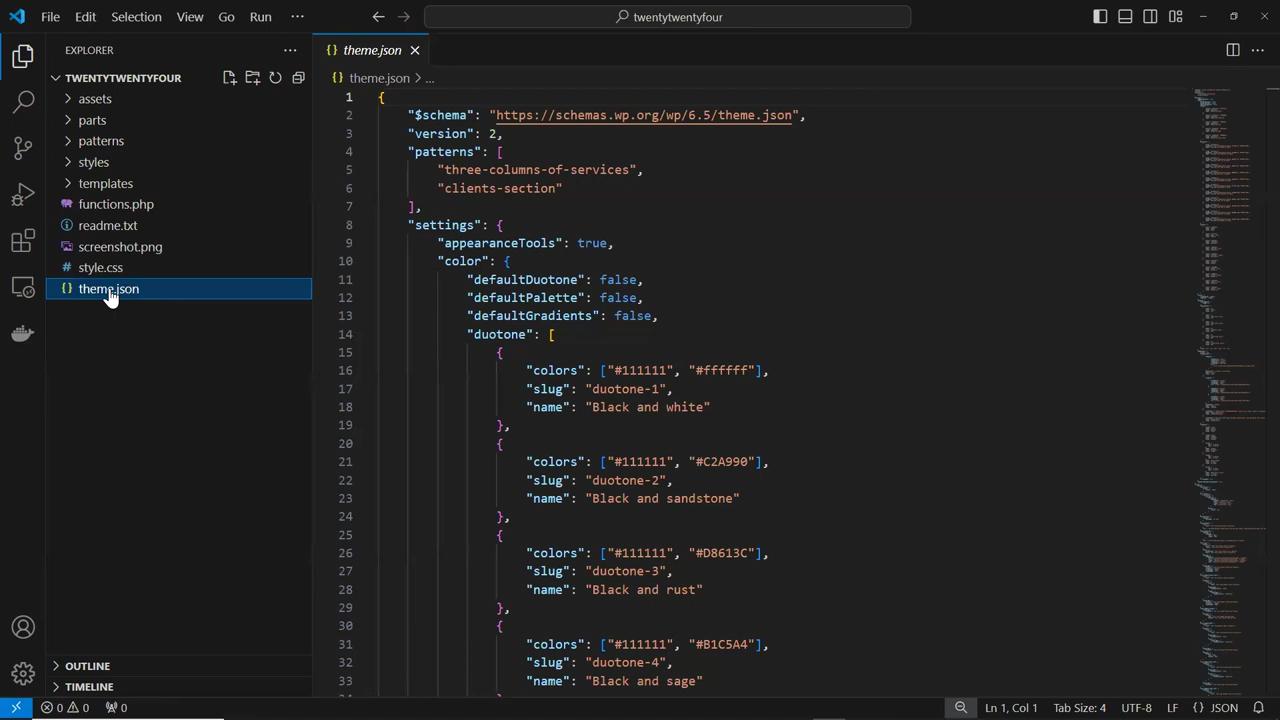 File Edit Selection View Go Run ···
twentytwentyfour
EXPLORER
TWENTYTWENTYFOUR
assets
parts
patterns
styles
templates
functions.php
readme.txt
screenshot.png
# style.css
{} theme.json
OUTLINE
TIMELINE
{} theme.json
{} theme.json > ...
1 {
2 "$schema": "https://schemas.wp.org/wp/6.5/theme.json",
3 "version": 2,
4 "patterns": [
5 "three-columns-of-services",
6 "clients-section"
7 ],
8 "settings": {
9 "appearanceTools": true,
10 "color": {
11 "defaultDuotone": false,
12 "defaultPalette": false,
13 "defaultGradients": false,
14 "duotone": [
15 {
16 "colors": ["#111111", "#ffffff"],
17 "slug": "duotone-1",
18 "name": "Black and white"
19 },
20 {
21 "colors": ["#111111", "#C2A990"],
22 "slug": "duotone-2",
23 "name": "Black and sandstone"
24 },
25 {
26 "colors": ["#111111", "#D8613C"],
27 "slug": "duotone-3",
28 "name": "Black and rust"
29 },
30 {
31 "colors": ["#111111", "#B1C5A4"],
32 "slug": "duotone-4",
33 "name": "Black and sage"
0 0 0 Ln 1, Col 1 Tab Size: 4 UTF-8 LF {} JSON